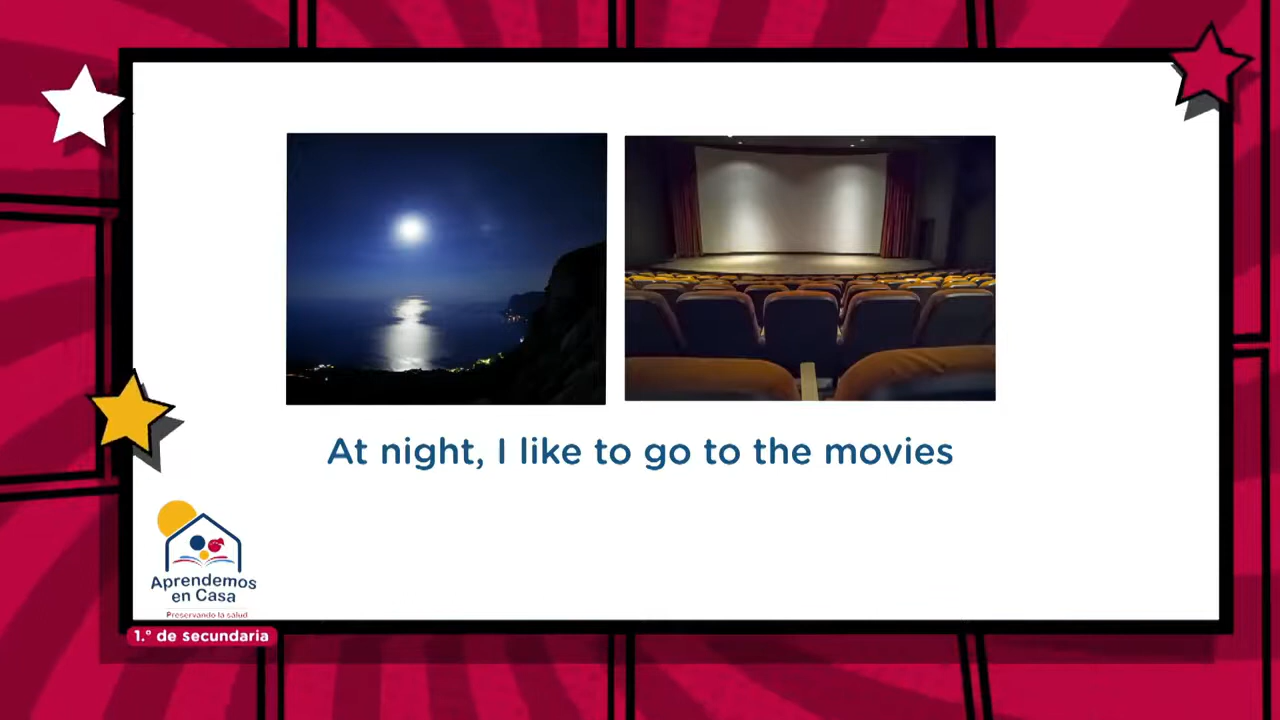 At night, I like to go to the movies
Aprendemos
en Casa
Preservando la salud
1.° de secundaria